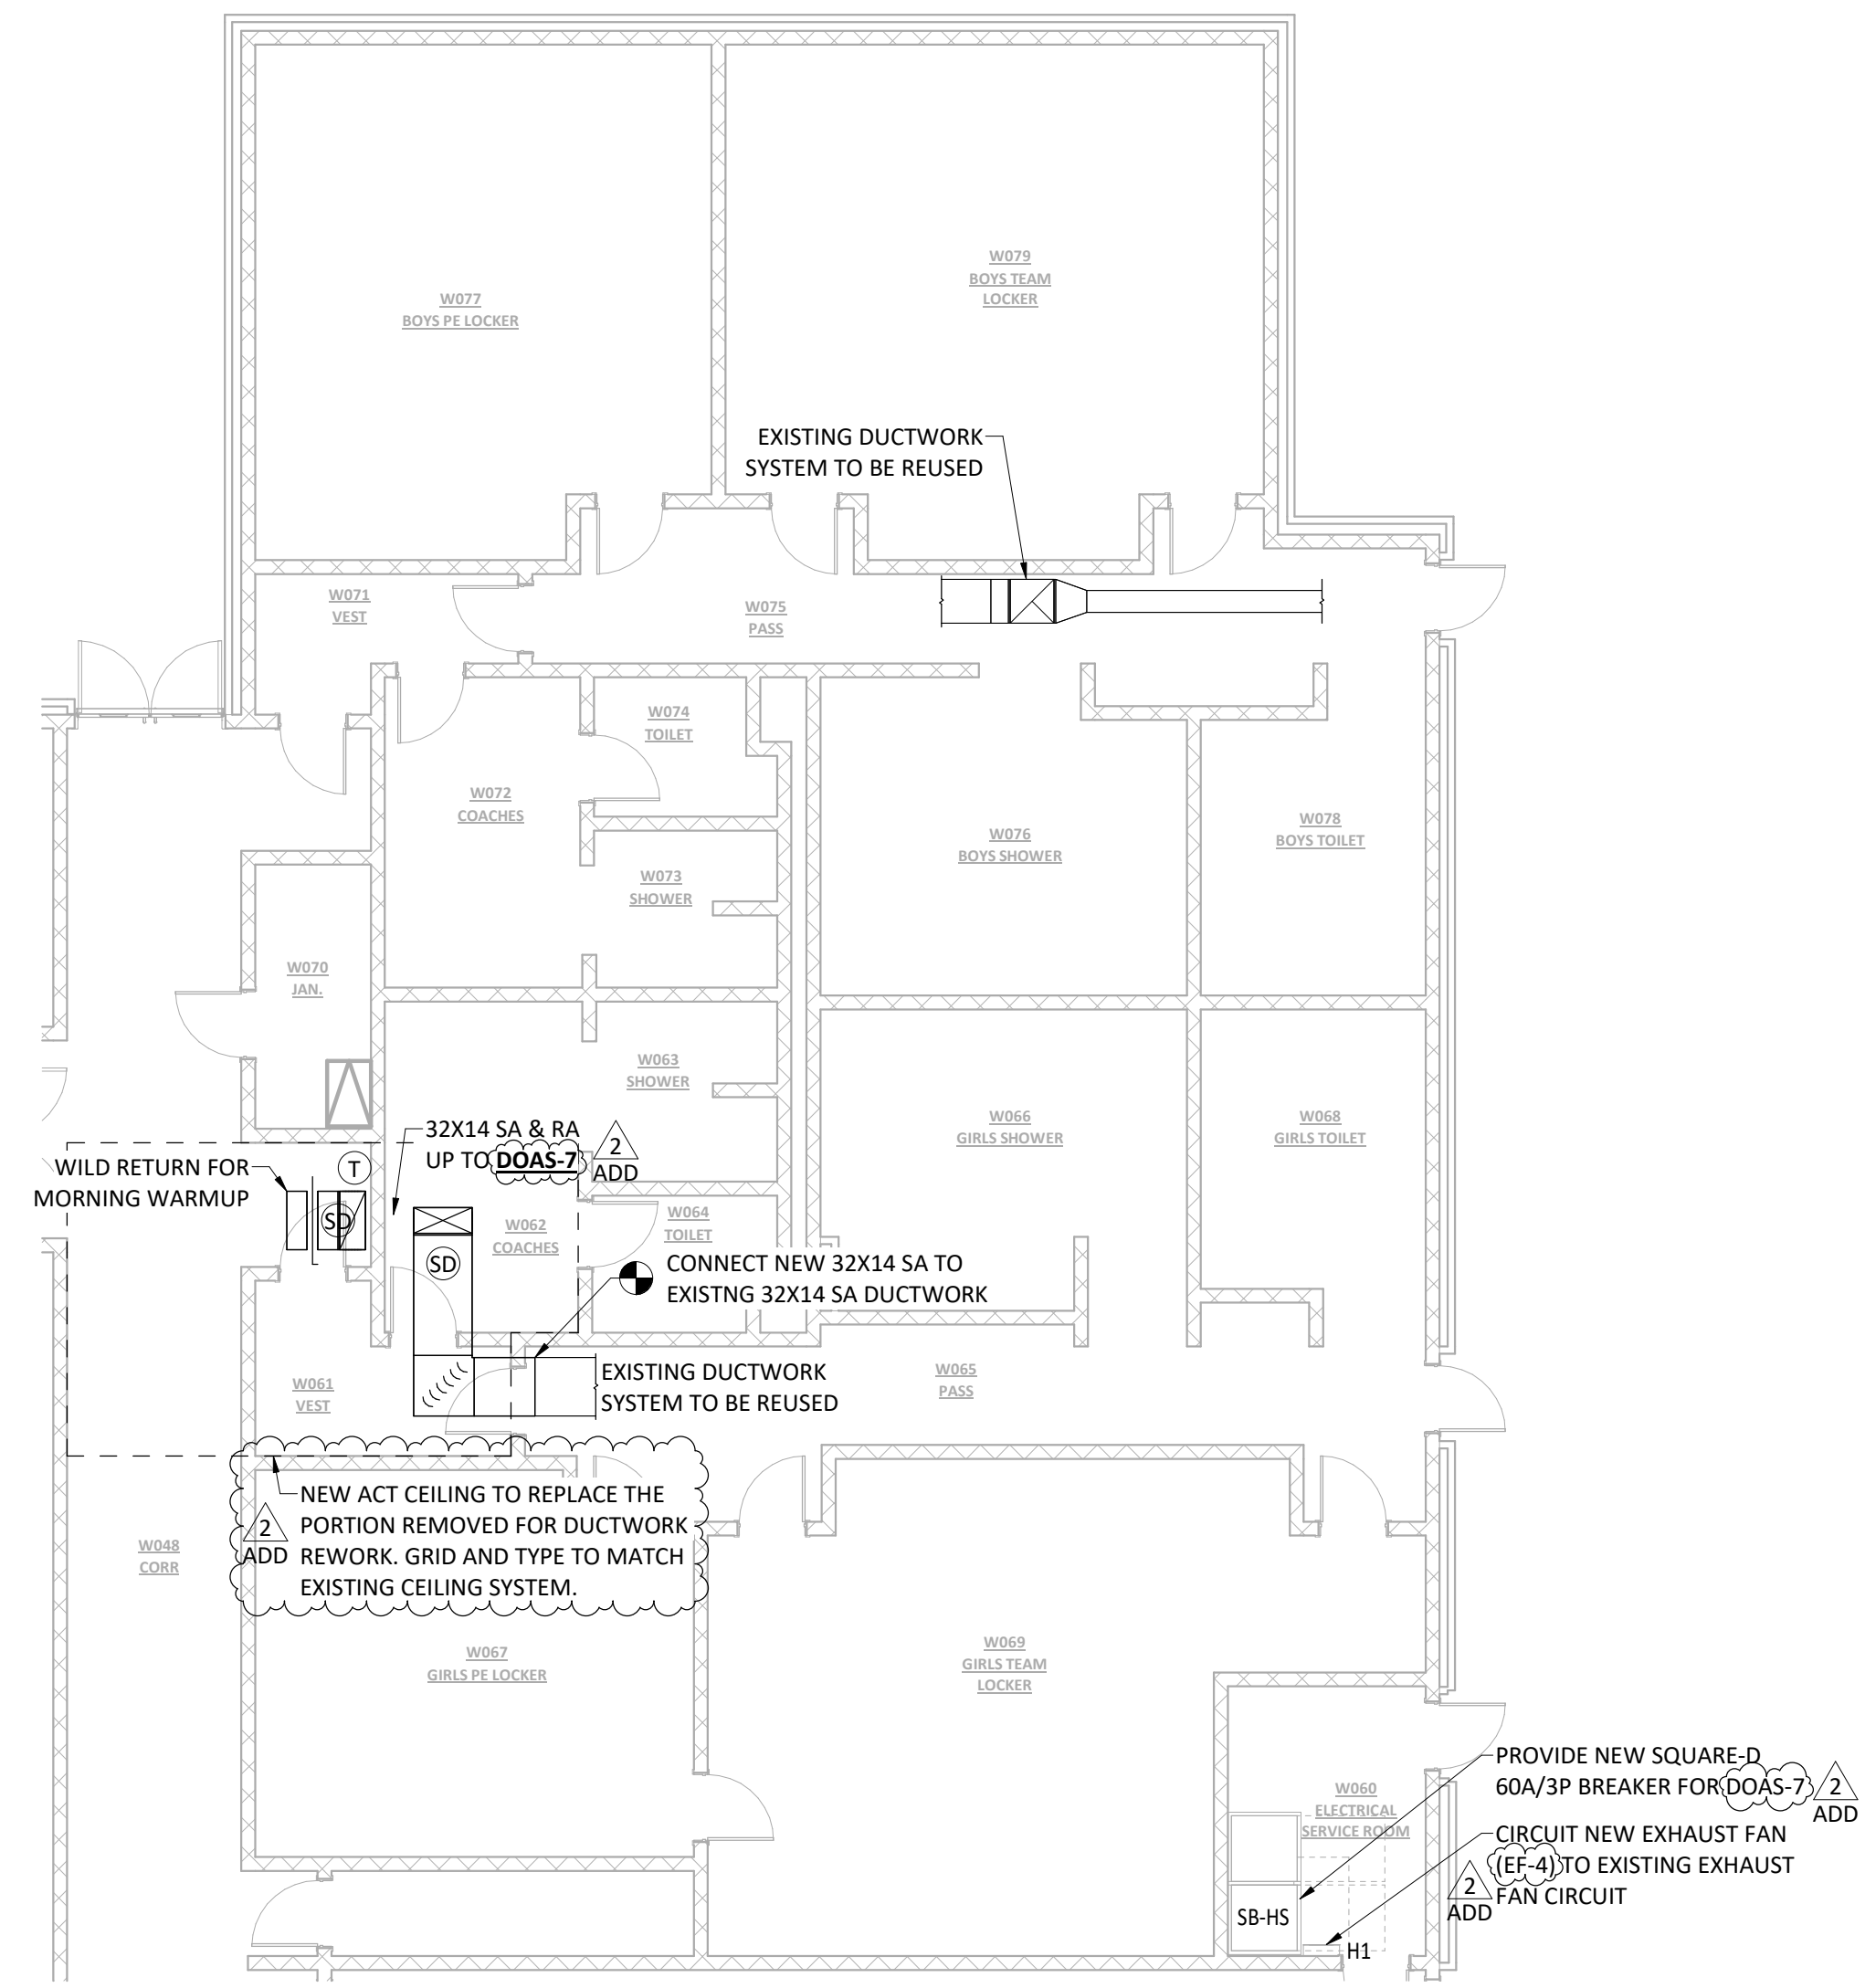 W079
BOYS TEAM
LOCKER
W077
BOYS PE LOCKER
EXISTING DUCTWORK
SYSTEM TO BE REUSED
W071
VEST
W075
PASS
W074
TOILET
W072
COACHES
W078
BOYS TOILET
W076
BOYS SHOWER
W073
SHOWER
W070
JAN.
W063
SHOWER
W066
GIRLS SHOWER
W068
GIRLS TOILET
32X14 SA & RA
UP TO DOAS-7
2
ADD
WILD RETURN FOR
MORNING WARMUP
T
SD
W062
COACHES
W064
TOILET
SD
CONNECT NEW 32X14 SA TO
EXISTNG 32X14 SA DUCTWORK
EXISTING DUCTWORK
SYSTEM TO BE REUSED
W065
PASS
W061
VEST
NEW ACT CEILING TO REPLACE THE
PORTION REMOVED FOR DUCTWORK
REWORK. GRID AND TYPE TO MATCH
EXISTING CEILING SYSTEM.
2
ADD
W048
CORR
W067
GIRLS PE LOCKER
W069
GIRLS TEAM
LOCKER
PROVIDE NEW SQUARE-D
60A/3P BREAKER FOR DOAS-7
2
ADD
W060
ELECTRICAL
SERVICE ROOM
CIRCUIT NEW EXHAUST FAN
(EF-4) TO EXISTING EXHAUST
FAN CIRCUIT
2
ADD
SB-HS
H1